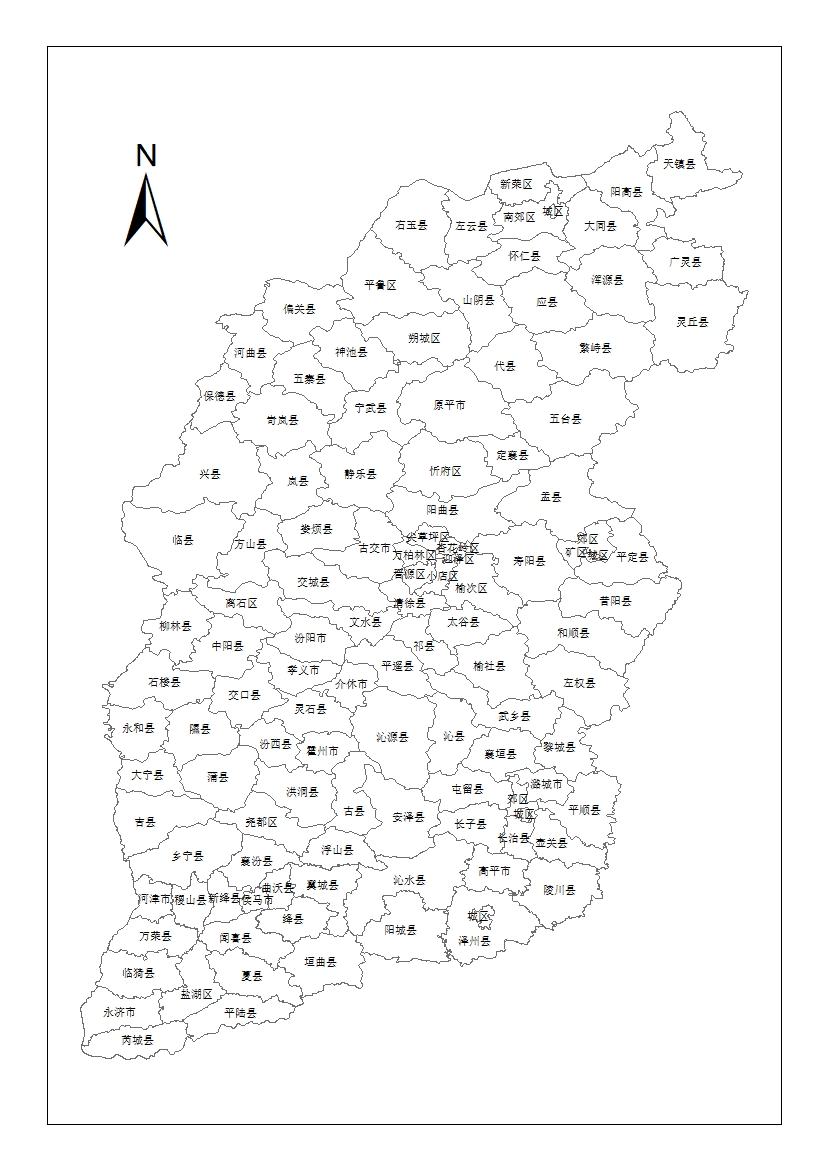 N
天镇县
新荣区
阳高县
右玉县
左云县
南郊区
城区
大同县
怀仁县
广灵县
平鲁区
浑源县
山阴县
应县
偏关县
灵丘县
朔城区
繁峙县
河曲县
神池县
代县
五寨县
保德县
宁武县
原平市
岢岚县
五台县
定襄县
兴县
岚县
静乐县
忻府区
盂县
阳曲县
娄烦县
临县
方山县
古交市
尖草坪区
杏花岭区
万柏林区
迎泽区
寿阳县
郊区
矿区
城区
平定县
晋源区
小店区
交城县
榆次区
离石区
清徐县
昔阳县
柳林县
文水县
太谷县
和顺县
汾阳市
中阳县
祁县
孝义市
平遥县
榆社县
石楼县
介休市
左权县
交口县
灵石县
武乡县
永和县
隰县
沁源县
沁县
汾西县
霍州市
襄垣县
黎城县
大宁县
蒲县
洪洞县
屯留县
潞城市
郊区
古县
安泽县
城区
平顺县
吉县
尧都区
长子县
长治县
壶关县
乡宁县
襄汾县
浮山县
高平市
沁水县
陵川县
曲沃县
翼城县
河津市
稷山县
新绛县
侯马市
绛县
城区
阳城县
泽州县
万荣县
闻喜县
垣曲县
临猗县
夏县
盐湖区
永济市
平陆县
芮城县